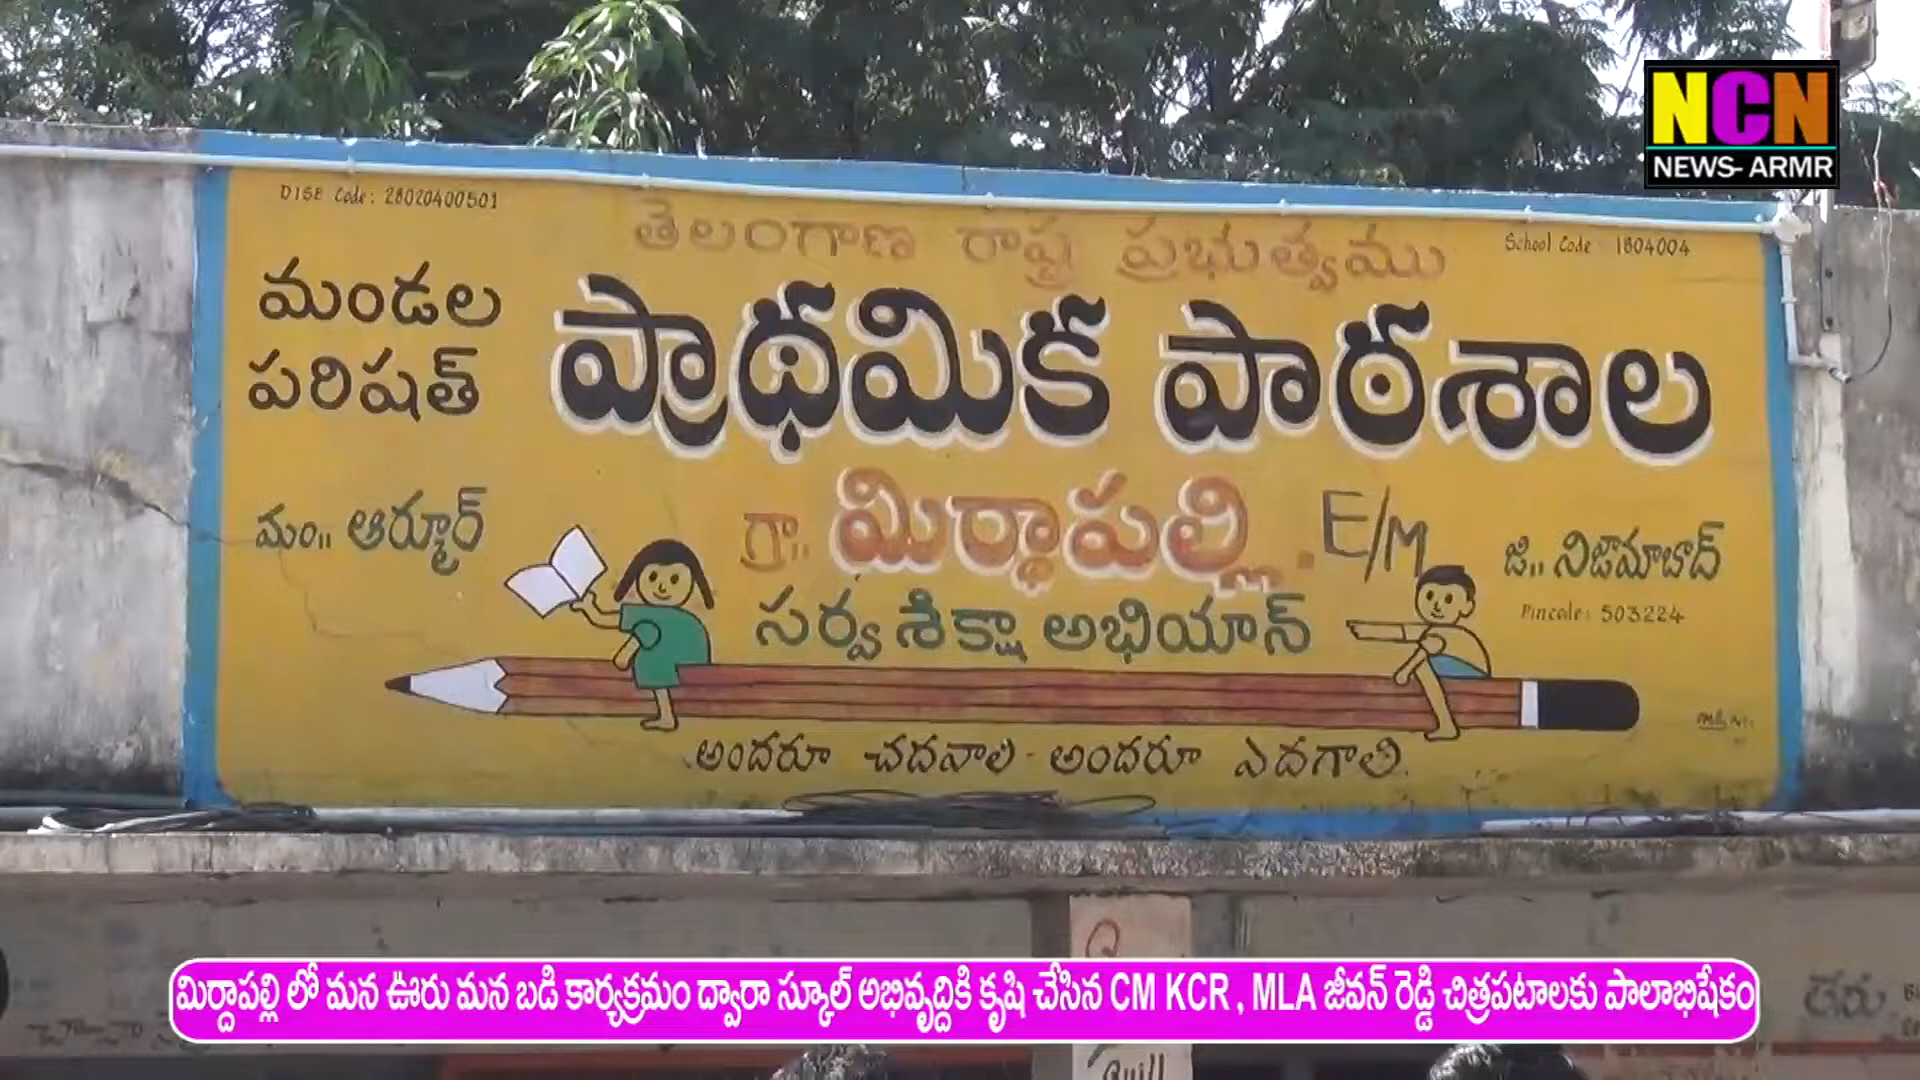 NCN
NEWS- ARMR
DISE Code: 28020400501
తెలంగాణ రాష్ట్ర ప్రభుత్వము
School Code 1804004
మండల
పరిషత్
ప్రాథమిక పాఠశాల
మం.. ఆర్మూర్
గ్రా.. మిర్ధాపల్లి . E/M
జి.. నిజామాబాద్
Pincode: 503224
సర్వ శిక్షా అభియాన్
అందరూ చదవాలి - అందరూ ఎదగాలి.
మిర్దాపల్లి లో మన ఊరు మన బడి కార్యక్రమం ద్వారా స్కూల్ అభివృద్దికి కృషి చేసిన CM KCR , MLA జీవన్ రెడ్డి చిత్రపటాలకు పాలాభిషేకం